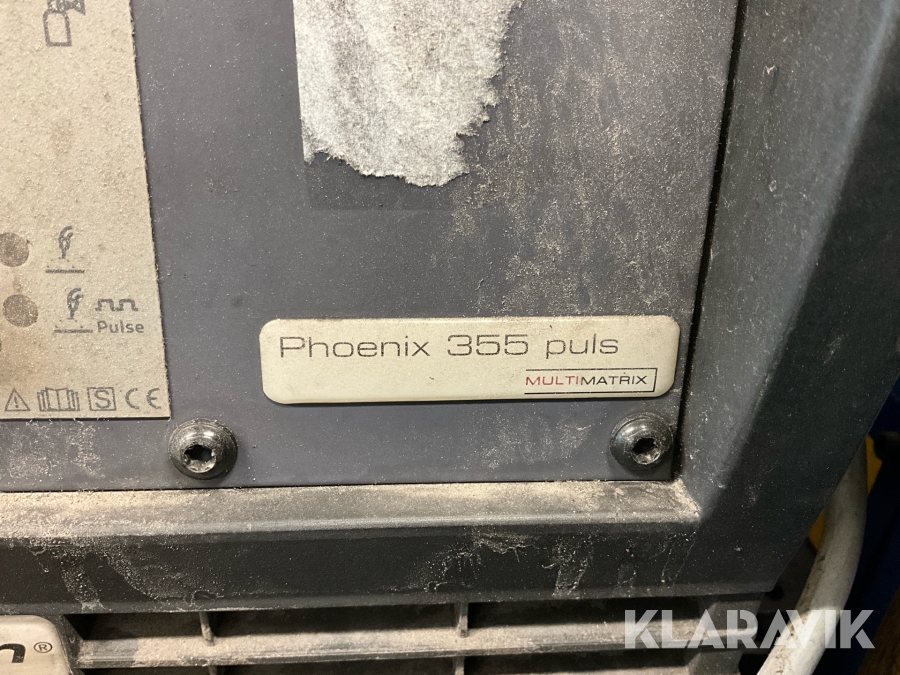 Pulse
S CE
Phoenix 355 puls
MULTIMATRIX
n®
KLARAVIK